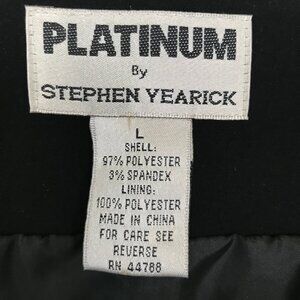 PLATINUM
By
STEPHEN YEARICK
L
SHELL:
97% POLYESTER
3% SPANDEX
LINING:
100% POLYESTER
MADE IN CHINA
FOR CARE SEE
REVERSE
RN 44788